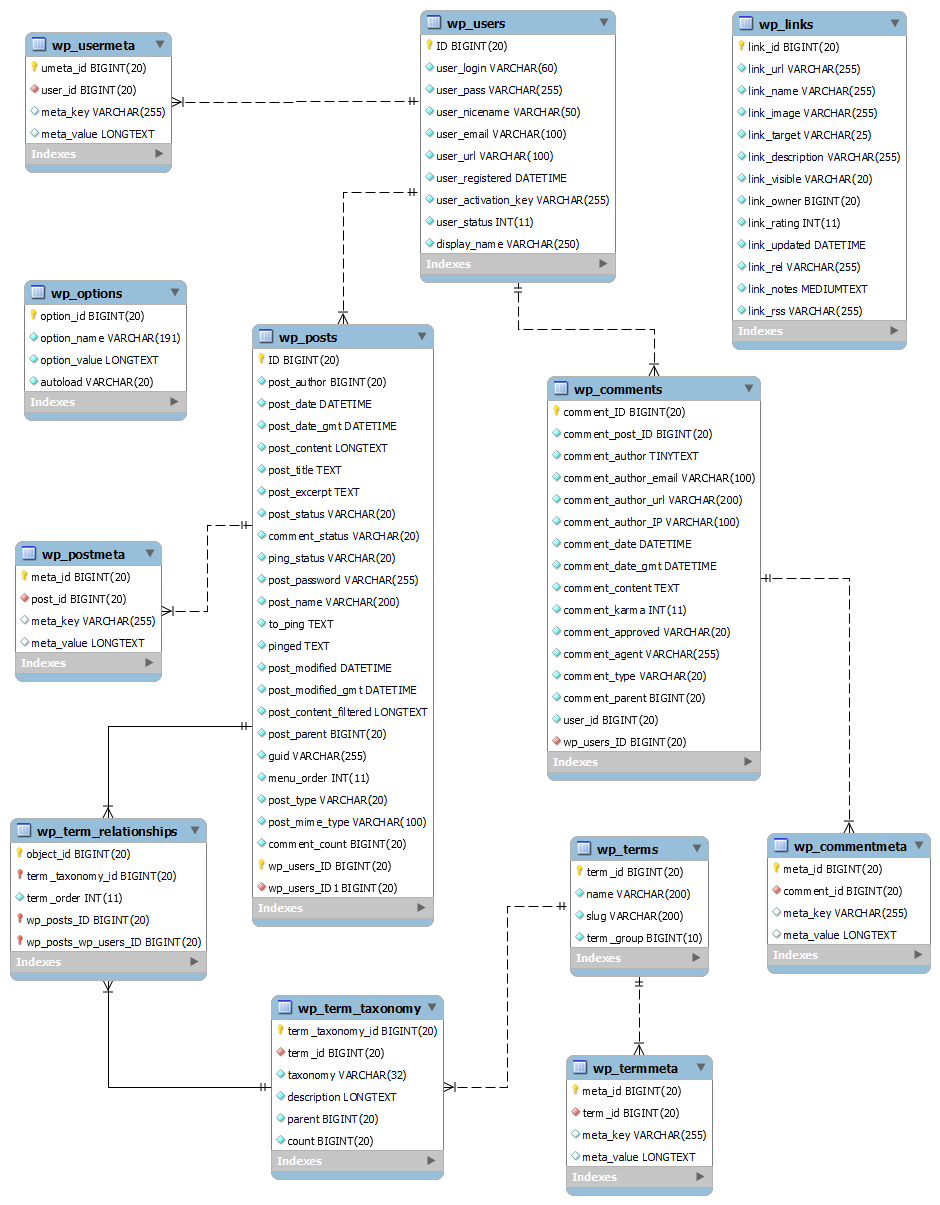 wp_usermeta
umeta_id BIGINT(20)
user_id BIGINT(20)
meta_key VARCHAR(255)
meta_value LONGTEXT
Indexes
wp_users
ID BIGINT(20)
user_login VARCHAR(60)
user_pass VARCHAR(255)
user_nicename VARCHAR(50)
user_email VARCHAR(100)
user_url VARCHAR(100)
user_registered DATETIME
user_activation_key VARCHAR(255)
user_status INT(11)
display_name VARCHAR(250)
Indexes
wp_links
link_id BIGINT(20)
link_url VARCHAR(255)
link_name VARCHAR(255)
link_image VARCHAR(255)
link_target VARCHAR(25)
link_description VARCHAR(255)
link_visible VARCHAR(20)
link_owner BIGINT(20)
link_rating INT(11)
link_updated DATETIME
link_rel VARCHAR(255)
link_notes MEDIUMTEXT
link_rss VARCHAR(255)
Indexes
wp_options
option_id BIGINT(20)
option_name VARCHAR(191)
option_value LONGTEXT
autoload VARCHAR(20)
Indexes
wp_posts
ID BIGINT(20)
post_author BIGINT(20)
post_date DATETIME
post_date_gmt DATETIME
post_content LONGTEXT
post_title TEXT
post_excerpt TEXT
post_status VARCHAR(20)
comment_status VARCHAR(20)
ping_status VARCHAR(20)
post_password VARCHAR(255)
post_name VARCHAR(200)
to_ping TEXT
pinged TEXT
post_modified DATETIME
post_modified_gmt DATETIME
post_content_filtered LONGTEXT
post_parent BIGINT(20)
guid VARCHAR(255)
menu_order INT(11)
post_type VARCHAR(20)
post_mime_type VARCHAR(100)
comment_count BIGINT(20)
wp_users_ID BIGINT(20)
wp_users_ID1 BIGINT(20)
Indexes
wp_comments
comment_ID BIGINT(20)
comment_post_ID BIGINT(20)
comment_author TINYTEXT
comment_author_email VARCHAR(100)
comment_author_url VARCHAR(200)
comment_author_IP VARCHAR(100)
comment_date DATETIME
comment_date_gmt DATETIME
comment_content TEXT
comment_karma INT(11)
comment_approved VARCHAR(20)
comment_agent VARCHAR(255)
comment_type VARCHAR(20)
comment_parent BIGINT(20)
user_id BIGINT(20)
wp_users_ID BIGINT(20)
Indexes
wp_postmeta
meta_id BIGINT(20)
post_id BIGINT(20)
meta_key VARCHAR(255)
meta_value LONGTEXT
Indexes
wp_term_relationships
object_id BIGINT(20)
term_taxonomy_id BIGINT(20)
term_order INT(11)
wp_posts_ID BIGINT(20)
wp_posts_wp_users_ID BIGINT(20)
Indexes
wp_terms
term_id BIGINT(20)
name VARCHAR(200)
slug VARCHAR(200)
term_group BIGINT(10)
Indexes
wp_commentmeta
meta_id BIGINT(20)
comment_id BIGINT(20)
meta_key VARCHAR(255)
meta_value LONGTEXT
Indexes
wp_term_taxonomy
term_taxonomy_id BIGINT(20)
term_id BIGINT(20)
taxonomy VARCHAR(32)
description LONGTEXT
parent BIGINT(20)
count BIGINT(20)
Indexes
wp_termmeta
meta_id BIGINT(20)
term_id BIGINT(20)
meta_key VARCHAR(255)
meta_value LONGTEXT
Indexes